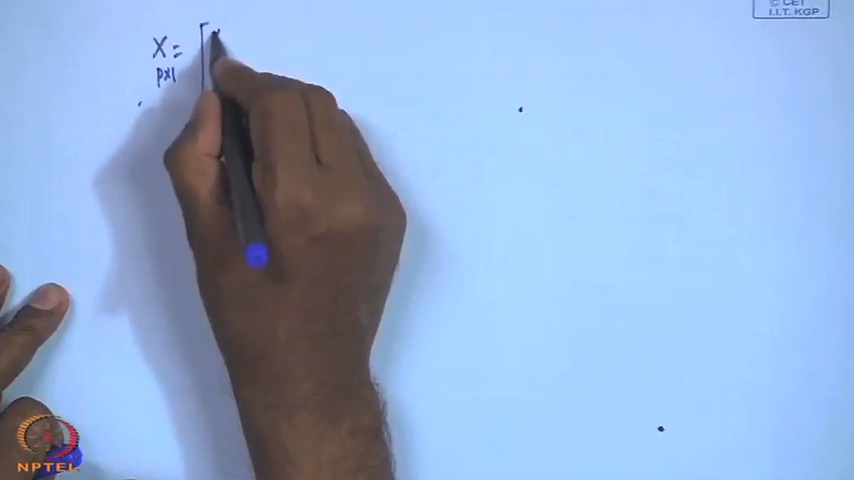 © CET
I.I.T. KGP
X = [
p×1
NPTEL